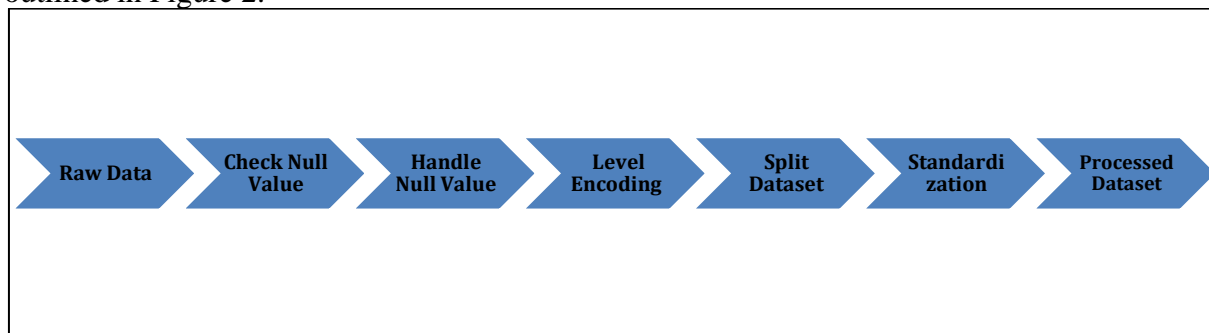 outlined in Figure 2.
Raw Data
Check Null
Value
Handle
Null Value
Level
Encoding
Split
Dataset
Standardi
zation
Processed
Dataset